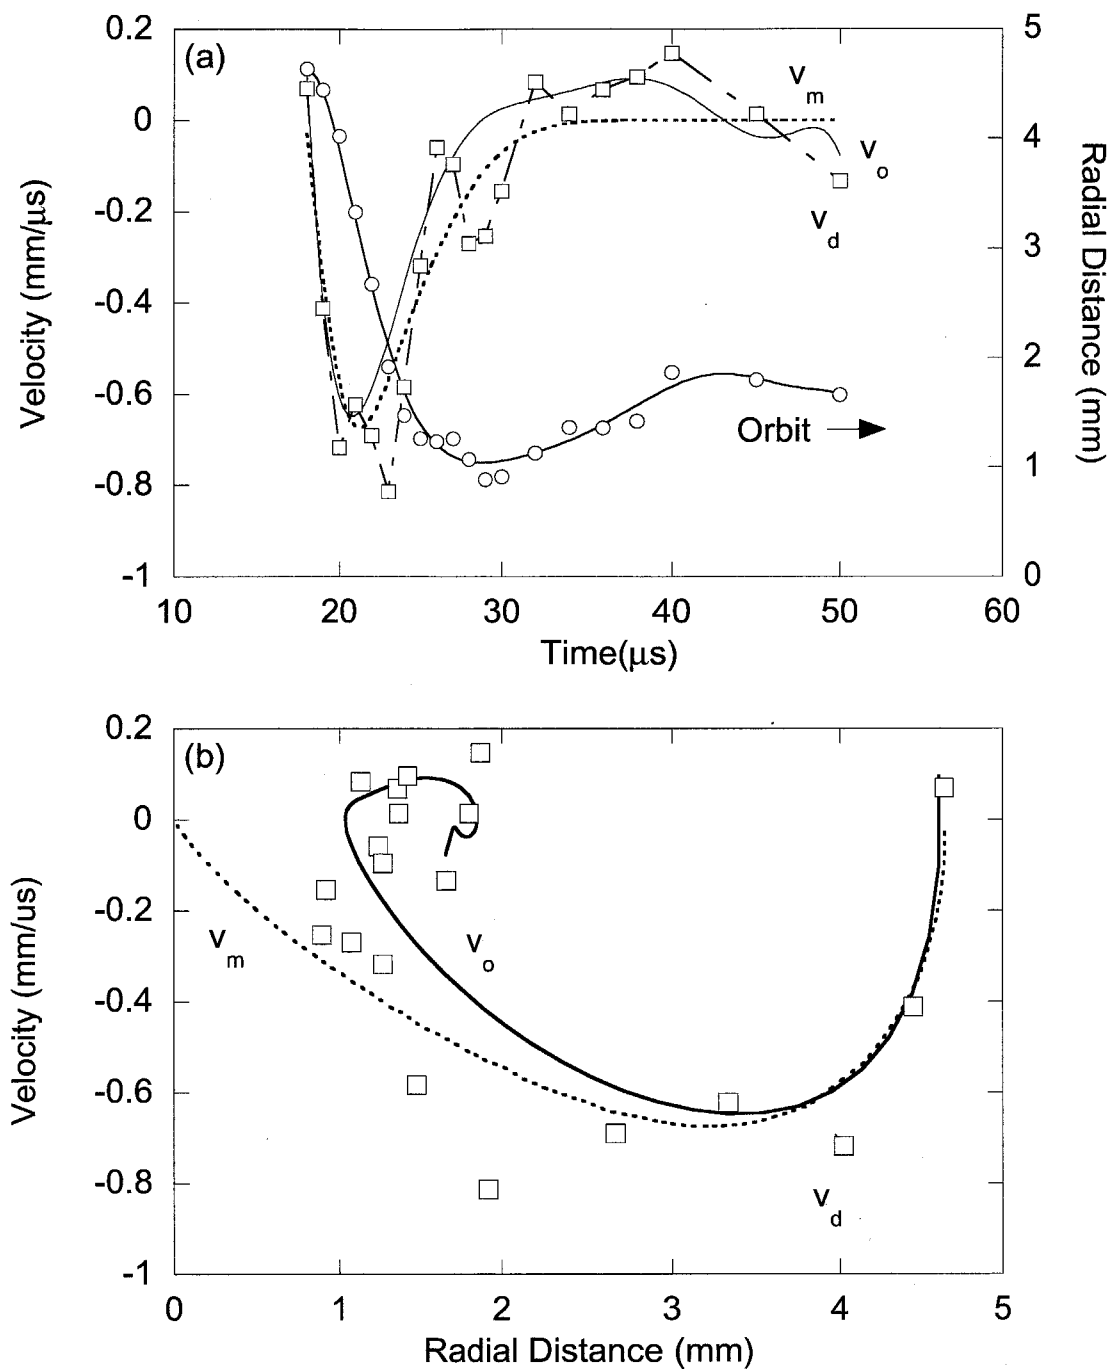 (a)
0.2
0
-0.2
-0.4
-0.6
-0.8
-1
Velocity (mm/μs)
5
4
3
2
1
0
Radial Distance (mm)
v m
v o
v d
Orbit
10 20 30 40 50 60
Time(μs)
(b)
0.2
0
-0.2
-0.4
-0.6
-0.8
-1
Velocity (mm/us)
v m
v o
v d
0 1 2 3 4 5
Radial Distance (mm)